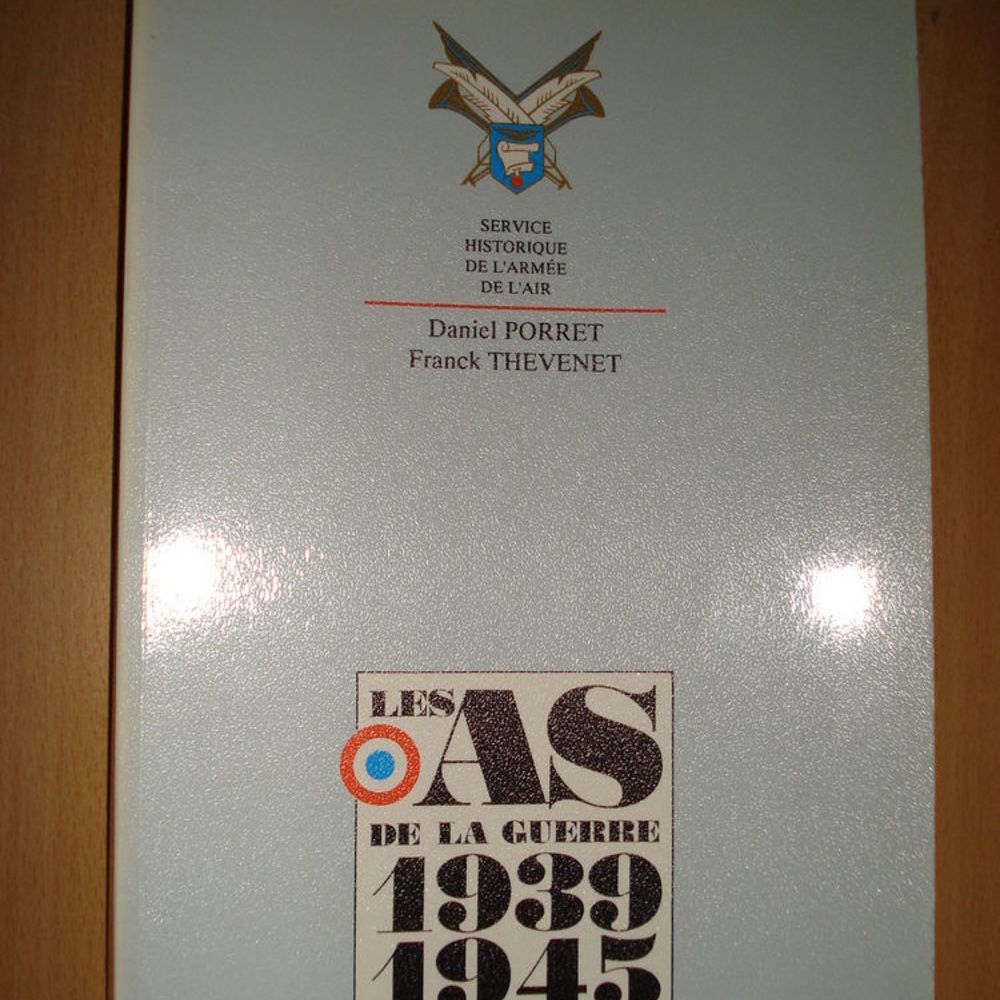 SERVICE
HISTORIQUE
DE L'ARMÉE
DE L'AIR
Daniel PORRET
Franck THEVENET
LES AS
DE LA GUERRE
1939
1945